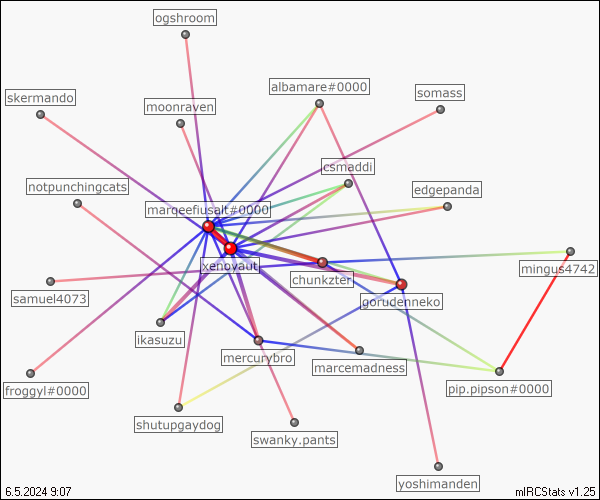 ogshroom
albamare#0000
somass
skermando
moonraven
csmaddi
notpunchingcats
edgepanda
marqeefiusalt#0000
xenoyaut
mingus4742
chunkzter
samuel4073
gorudenneko
ikasuzu
mercurybro
marcemadness
froggyl#0000
pip.pipson#0000
shutupgaydog
swanky.pants
yoshimanden
6.5.2024 9:07
mIRCStats v1.25